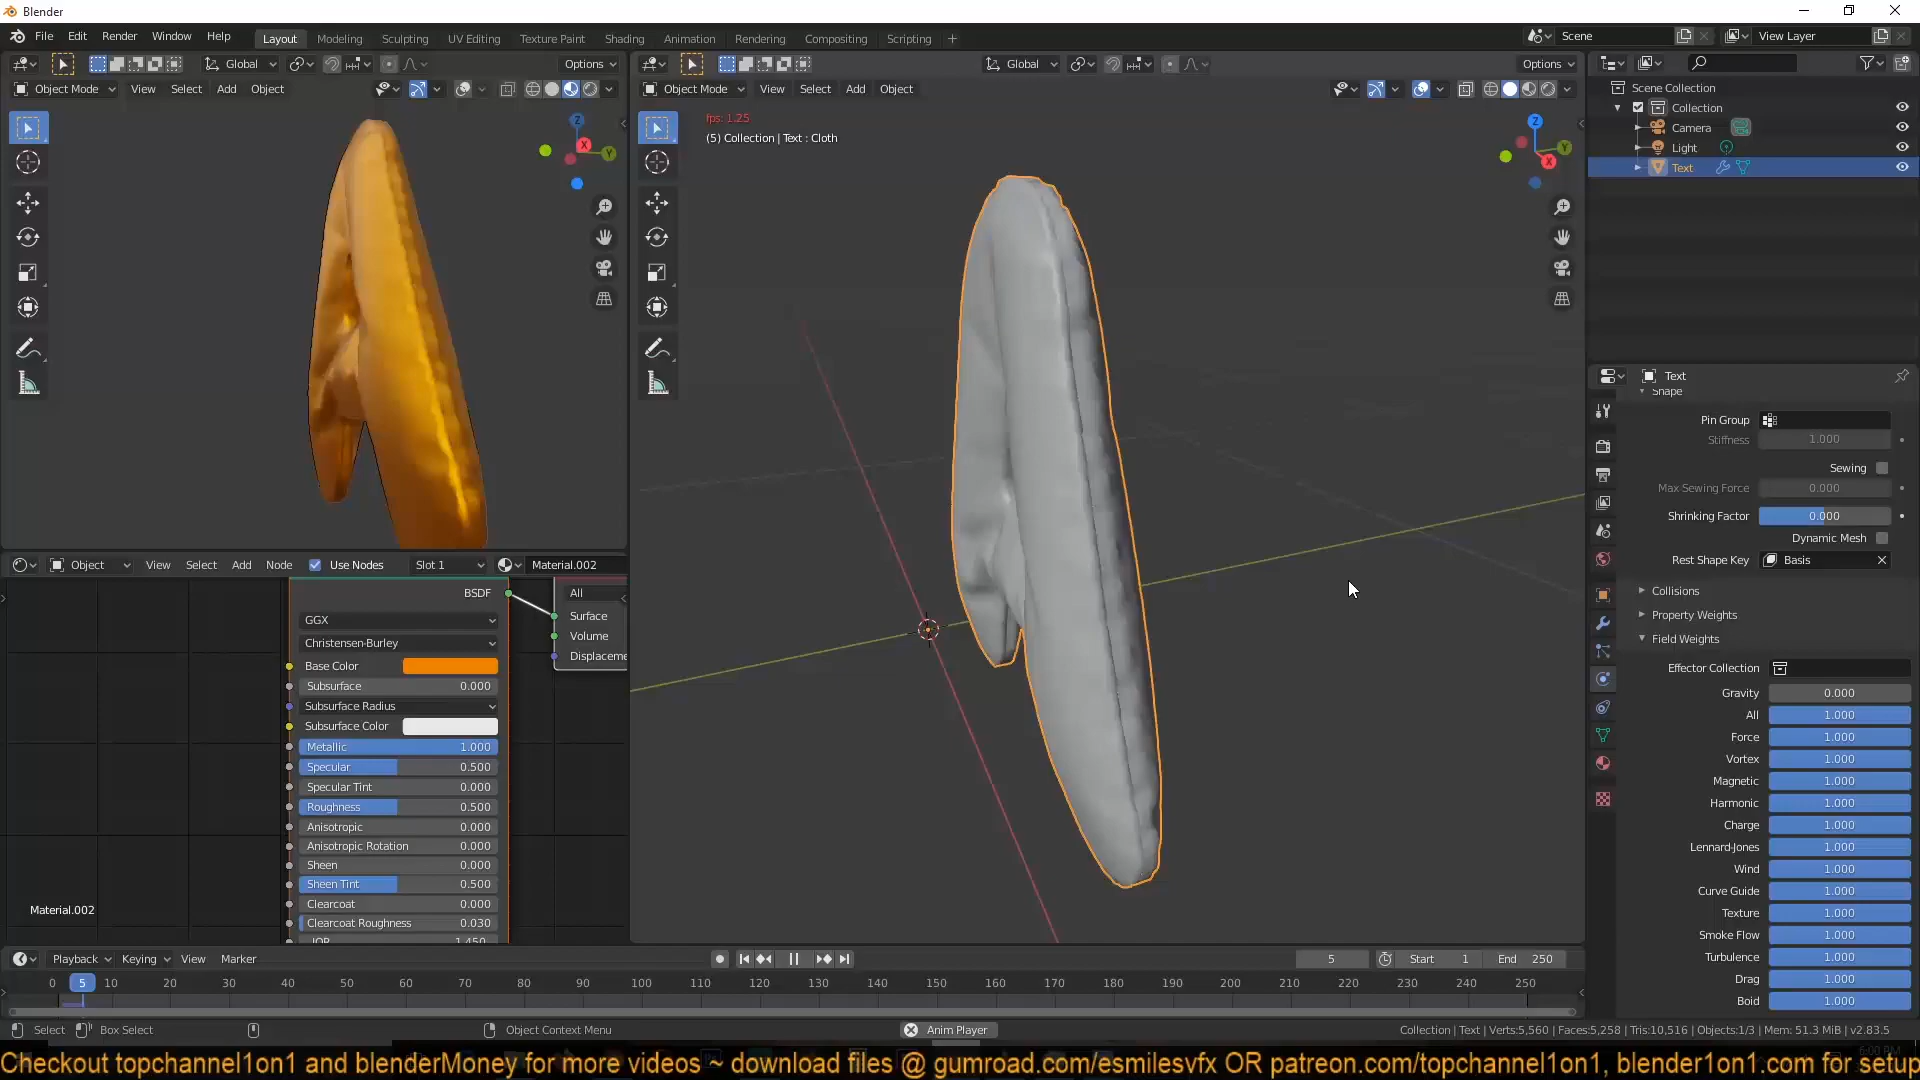 Blender
File Edit Render Window Help
Layout Modeling Sculpting UV Editing Texture Paint Shading Animation Rendering Compositing Scripting +
Scene View Layer
Global Options
Object Mode View Select Add Object
Global Options
Object Mode View Select Add Object
fps: 1.25
(5) Collection | Text : Cloth
Z
X
Y
Z
Y
X
Scene Collection
Collection
Camera
Light
Text
Text
Shape
Pin Group
Stiffness 1.000
Sewing
Max Sewing Force 0.000
Shrinking Factor 0.000
Dynamic Mesh
Rest Shape Key Basis
Collisions
Property Weights
Field Weights
Effector Collection
Gravity 0.000
All 1.000
Force 1.000
Vortex 1.000
Magnetic 1.000
Harmonic 1.000
Charge 1.000
Lennard-Jones 1.000
Wind 1.000
Curve Guide 1.000
Texture 1.000
Smoke Flow 1.000
Turbulence 1.000
Drag 1.000
Boid 1.000
Object View Select Add Node Use Nodes Slot 1 Material.002
BSDF
GGX
Christensen-Burley
Base Color
Subsurface 0.000
Subsurface Radius
Subsurface Color
Metallic 1.000
Specular 0.500
Specular Tint 0.000
Roughness 0.500
Anisotropic 0.000
Anisotropic Rotation 0.000
Sheen 0.000
Sheen Tint 0.500
Clearcoat 0.000
Clearcoat Roughness 0.030
IOR 1.450
All
Surface
Volume
Displaceme
Material.002
Playback Keying View Marker
5 Start 1 End 250
0 5 10 20 30 40 50 60 70 80 90 100 110 120 130 140 150 160 170 180 190 200 210 220 230 240 250
Select Box Select Object Context Menu Anim Player
Collection | Text | Verts:5,560 | Faces:5,258 | Tris:10,516 | Objects:1/3 | Mem: 51.3 MiB | v2.83.5
Checkout topchannel1on1 and blenderMoney for more videos ~ download files @ gumroad.com/esmilesvfx OR patreon.com/topchannel1on1, blender1on1.com for setup